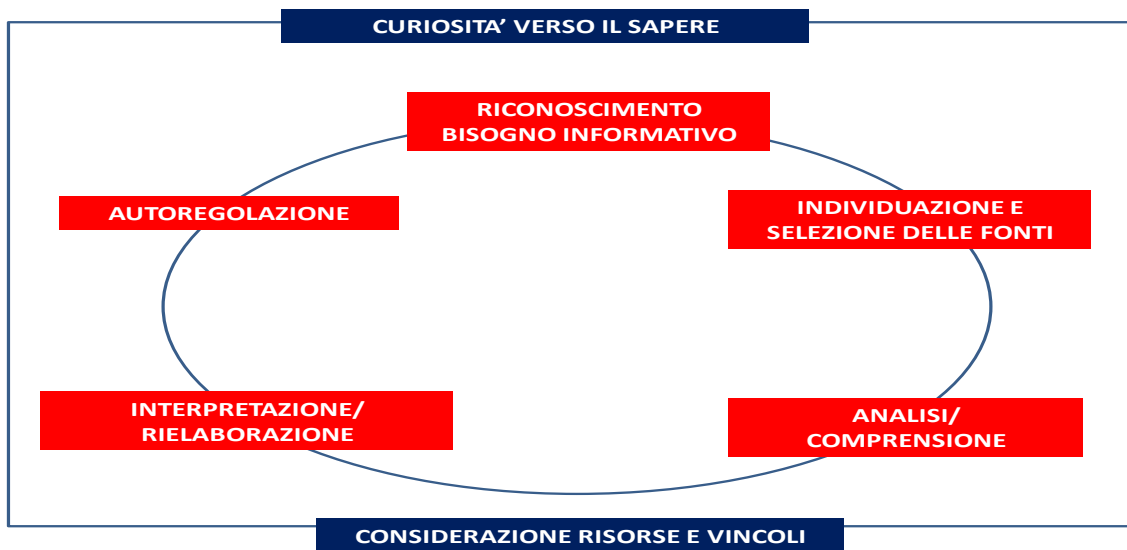 CURIOSITA’ VERSO IL SAPERE
RICONOSCIMENTO
BISOGNO INFORMATIVO
AUTOREGOLAZIONE
INDIVIDUAZIONE E
SELEZIONE DELLE FONTI
INTERPRETAZIONE/
RIELABORAZIONE
ANALISI/
COMPRENSIONE
CONSIDERAZIONE RISORSE E VINCOLI